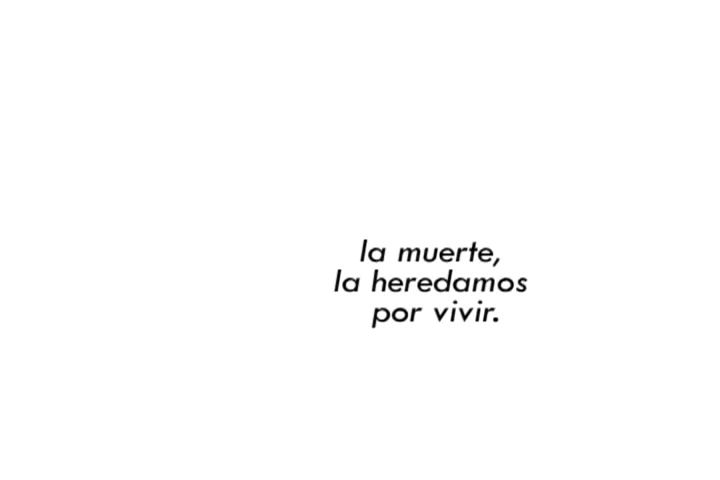 la muerte,
la heredamos
por vivir.